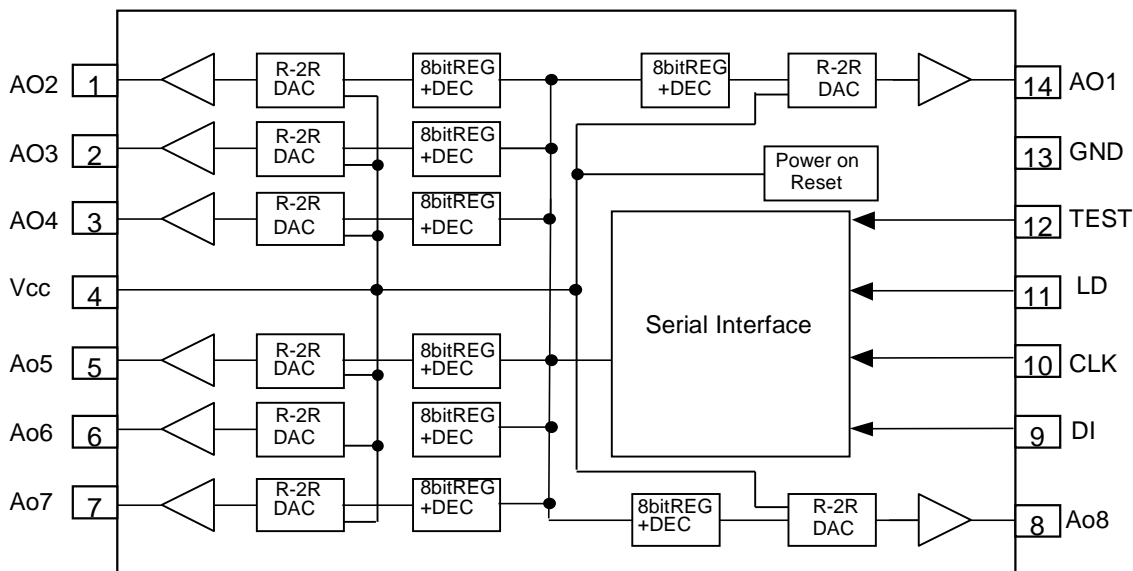 AO2 1 R-2R DAC 8bitREG +DEC 8bitREG +DEC R-2R DAC 14 AO1
AO3 2 R-2R DAC 8bitREG +DEC Power on Reset 13 GND
AO4 3 R-2R DAC 8bitREG +DEC 12 TEST
Vcc 4 Serial Interface 11 LD
Ao5 5 R-2R DAC 8bitREG +DEC 10 CLK
Ao6 6 R-2R DAC 8bitREG +DEC 9 DI
Ao7 7 R-2R DAC 8bitREG +DEC 8bitREG +DEC R-2R DAC 8 Ao8